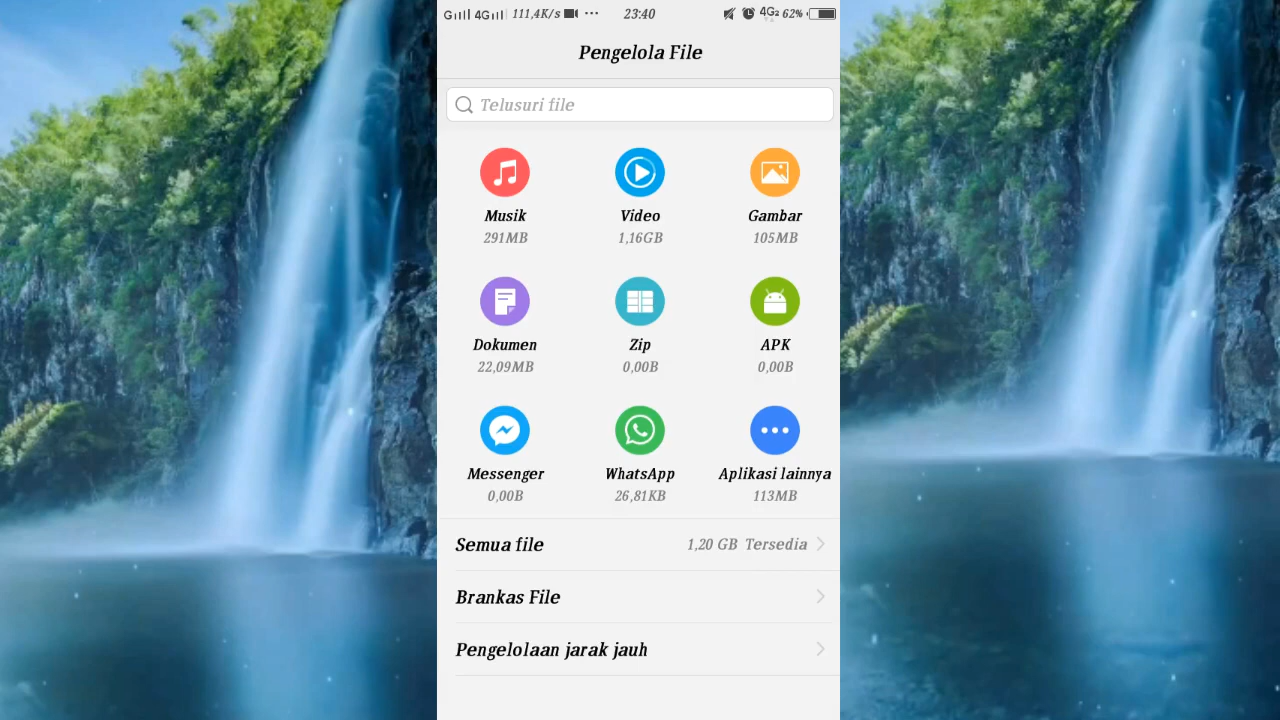 G 4G 111,4K/s ··· 23:40 4G2 62%
Pengelola File
Telusuri file
Musik Video Gambar
291MB 1,16GB 105MB
Dokumen Zip APK
22,09MB 0,00B 0,00B
Messenger WhatsApp Aplikasi lainnya
0,00B 26,81KB 113MB
Semua file 1,20 GB Tersedia
Brankas File
Pengelolaan jarak jauh